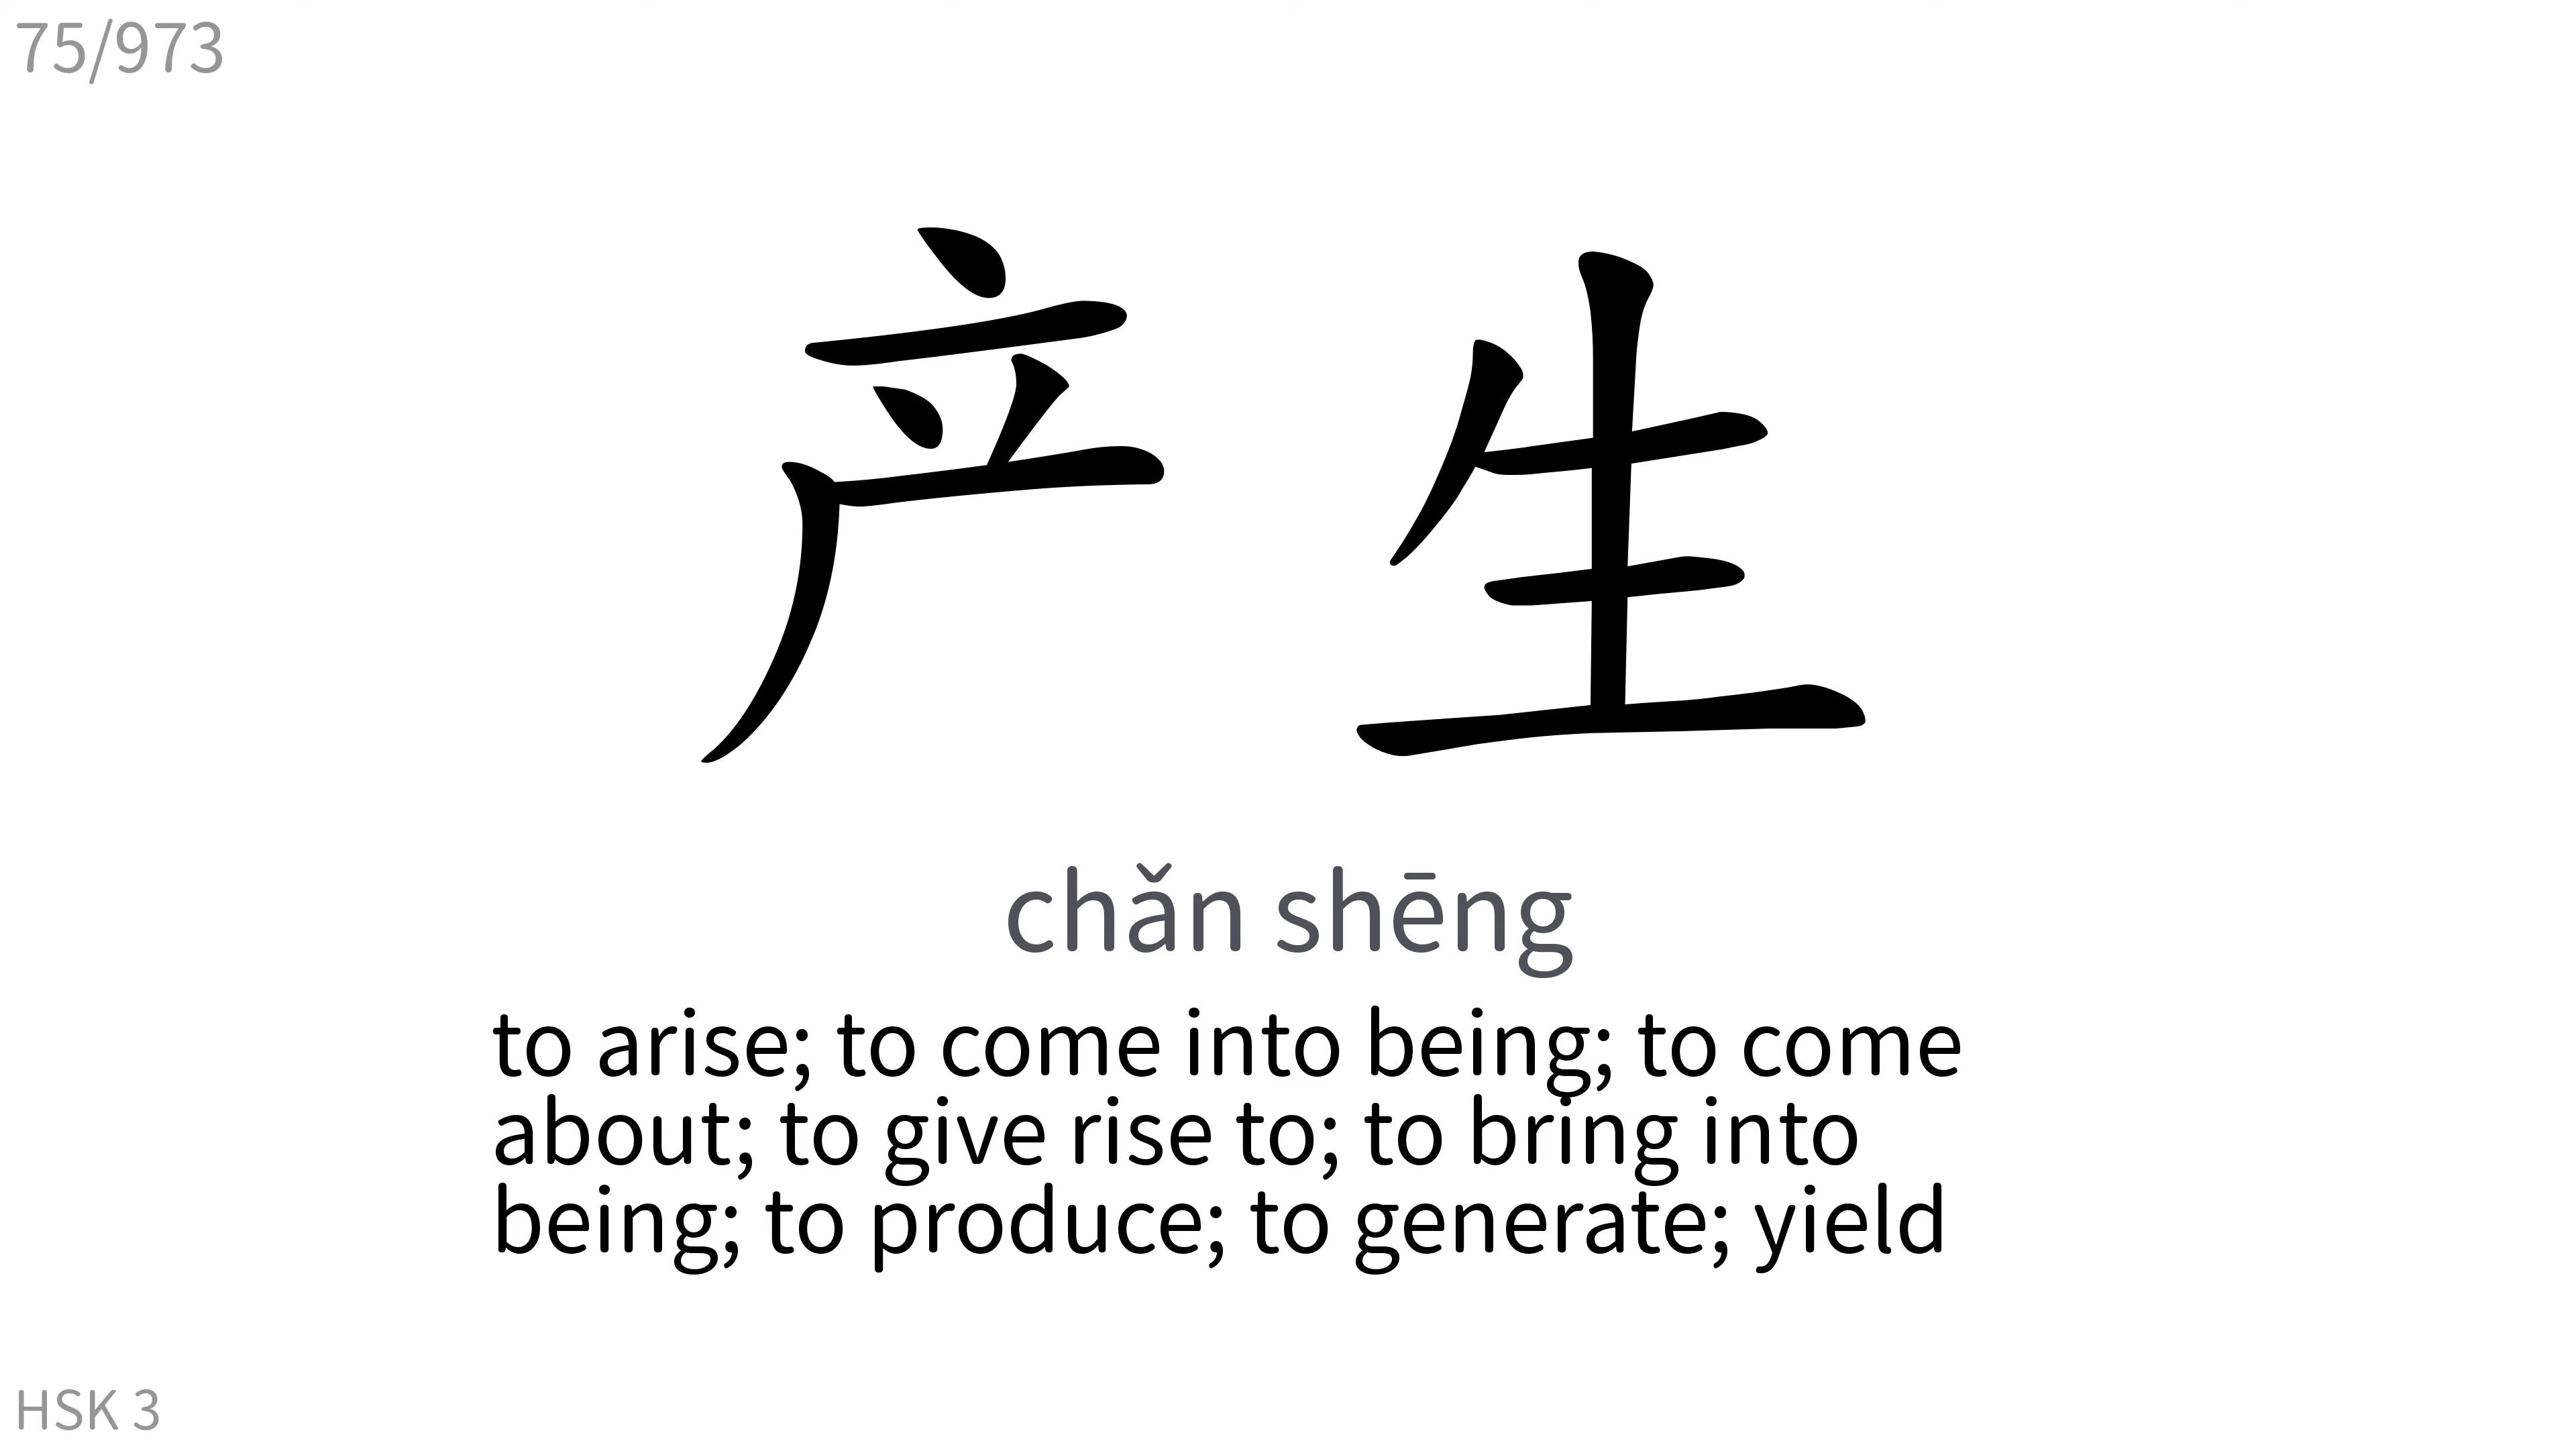 75/973
产生
chǎn shēng
to arise; to come into being; to come
about; to give rise to; to bring into
being; to produce; to generate; yield
HSK 3